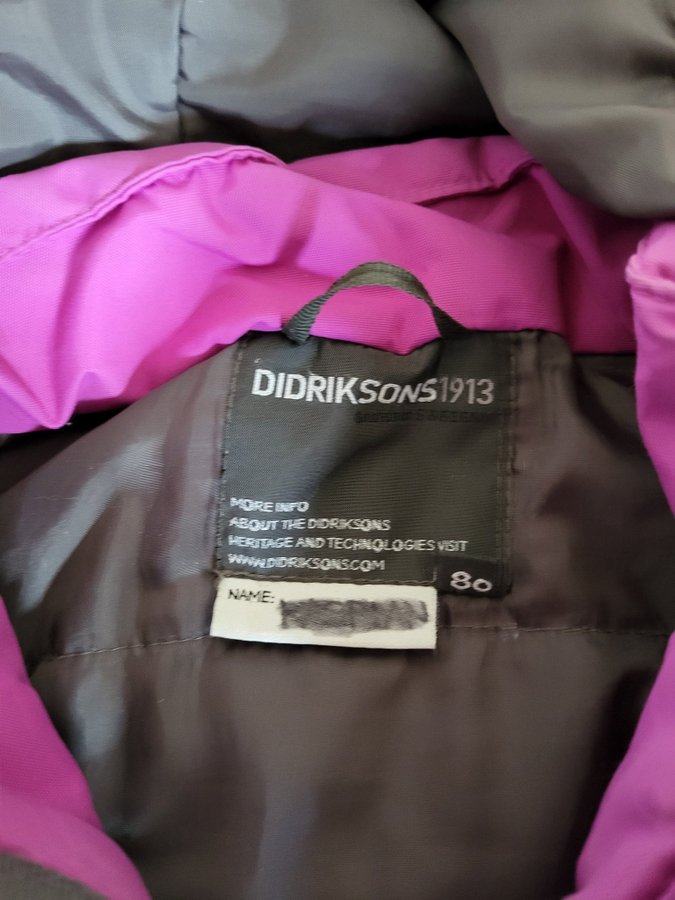 DIDRIKSONS1913
MORE INFO
ABOUT THE DIDRIKSONS
HERITAGE AND TECHNOLOGIES VISIT
WWW.DIDRIKSONS.COM
80
NAME: